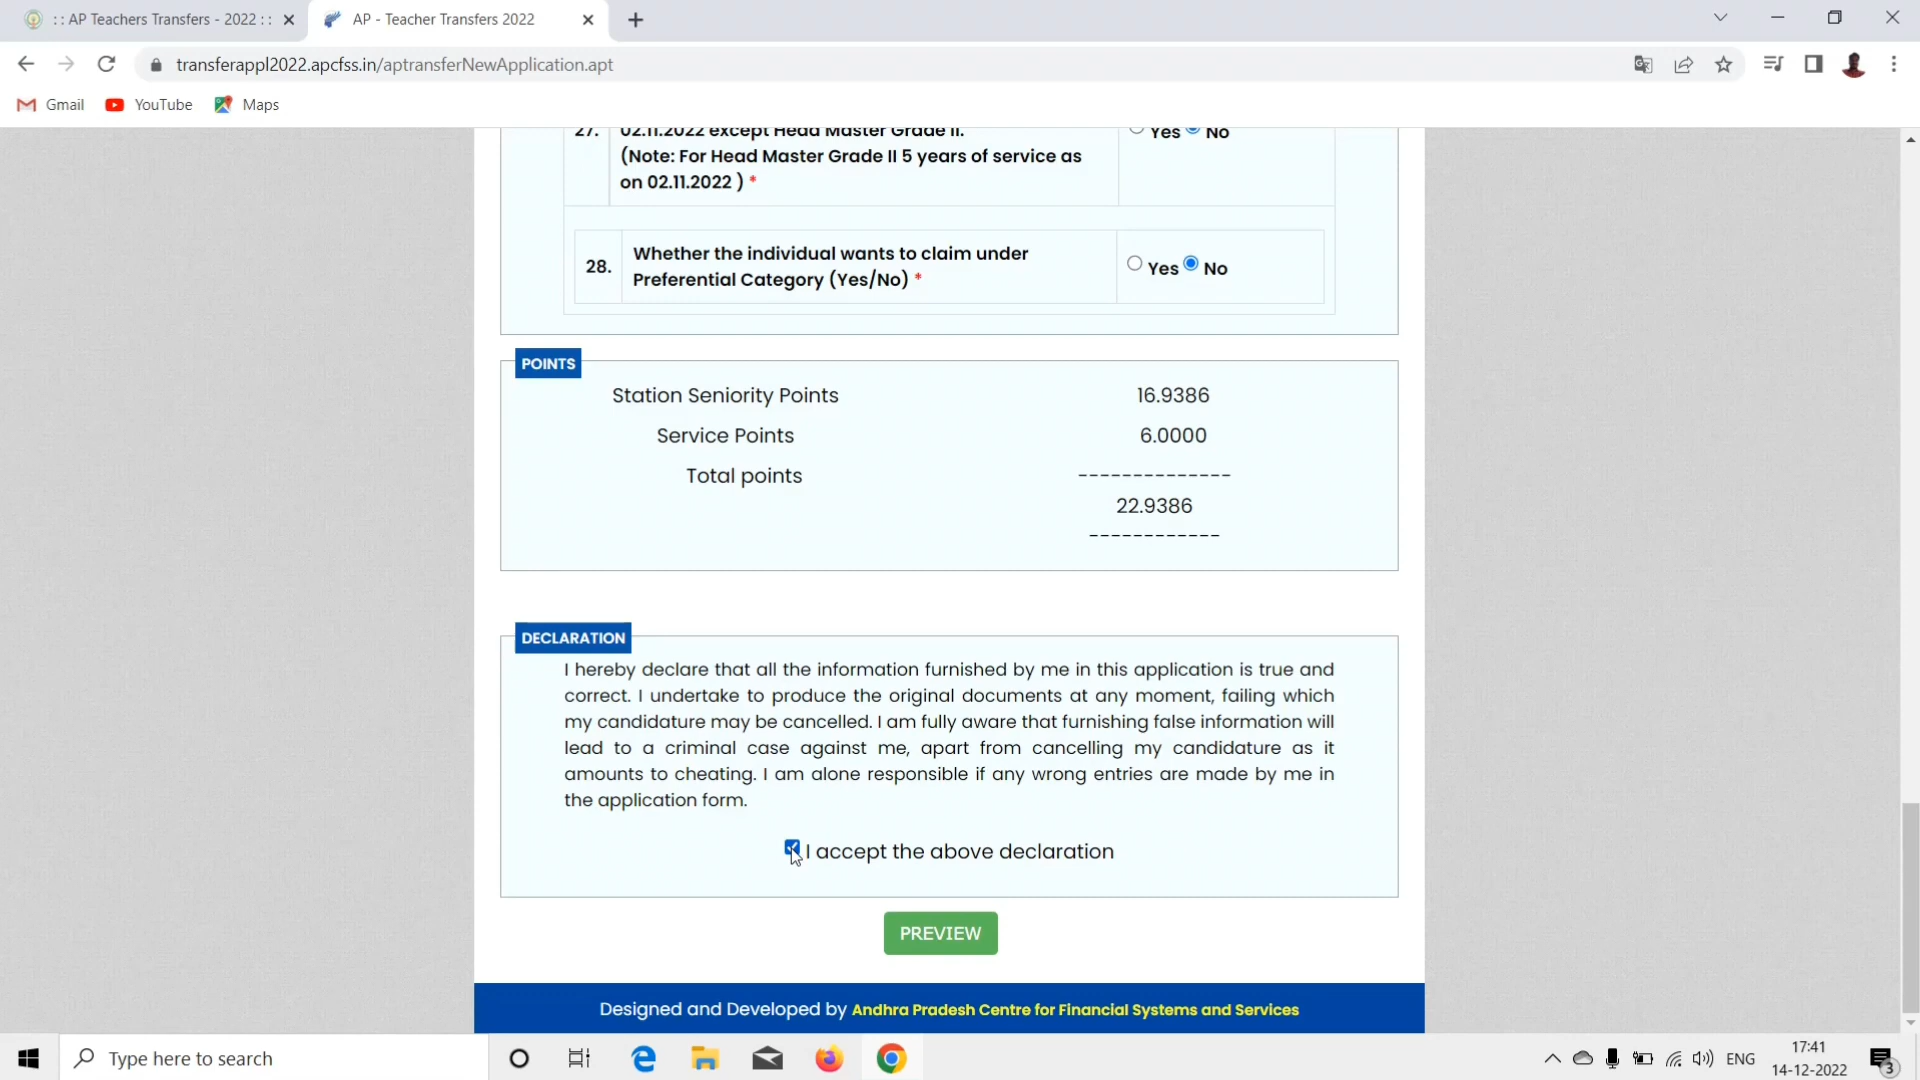 : : AP Teachers Transfers - 2022 : :
AP - Teacher Transfers 2022
transferappl2022.apcfss.in/aptransferNewApplication.apt
Gmail
YouTube
Maps
27.
02.11.2022 except Head Master Grade II.
Yes No
(Note: For Head Master Grade II 5 years of service as
on 02.11.2022 ) *
28.
Whether the individual wants to claim under
Preferential Category (Yes/No) *
Yes No
POINTS
Station Seniority Points 16.9386
Service Points 6.0000
Total points --------------
22.9386
------------
DECLARATION
I hereby declare that all the information furnished by me in this application is true and
correct. I undertake to produce the original documents at any moment, failing which
my candidature may be cancelled. I am fully aware that furnishing false information will
lead to a criminal case against me, apart from cancelling my candidature as it
amounts to cheating. I am alone responsible if any wrong entries are made by me in
the application form.
I accept the above declaration
PREVIEW
Designed and Developed by Andhra Pradesh Centre for Financial Systems and Services
Type here to search
ENG
17:41
14-12-2022
3